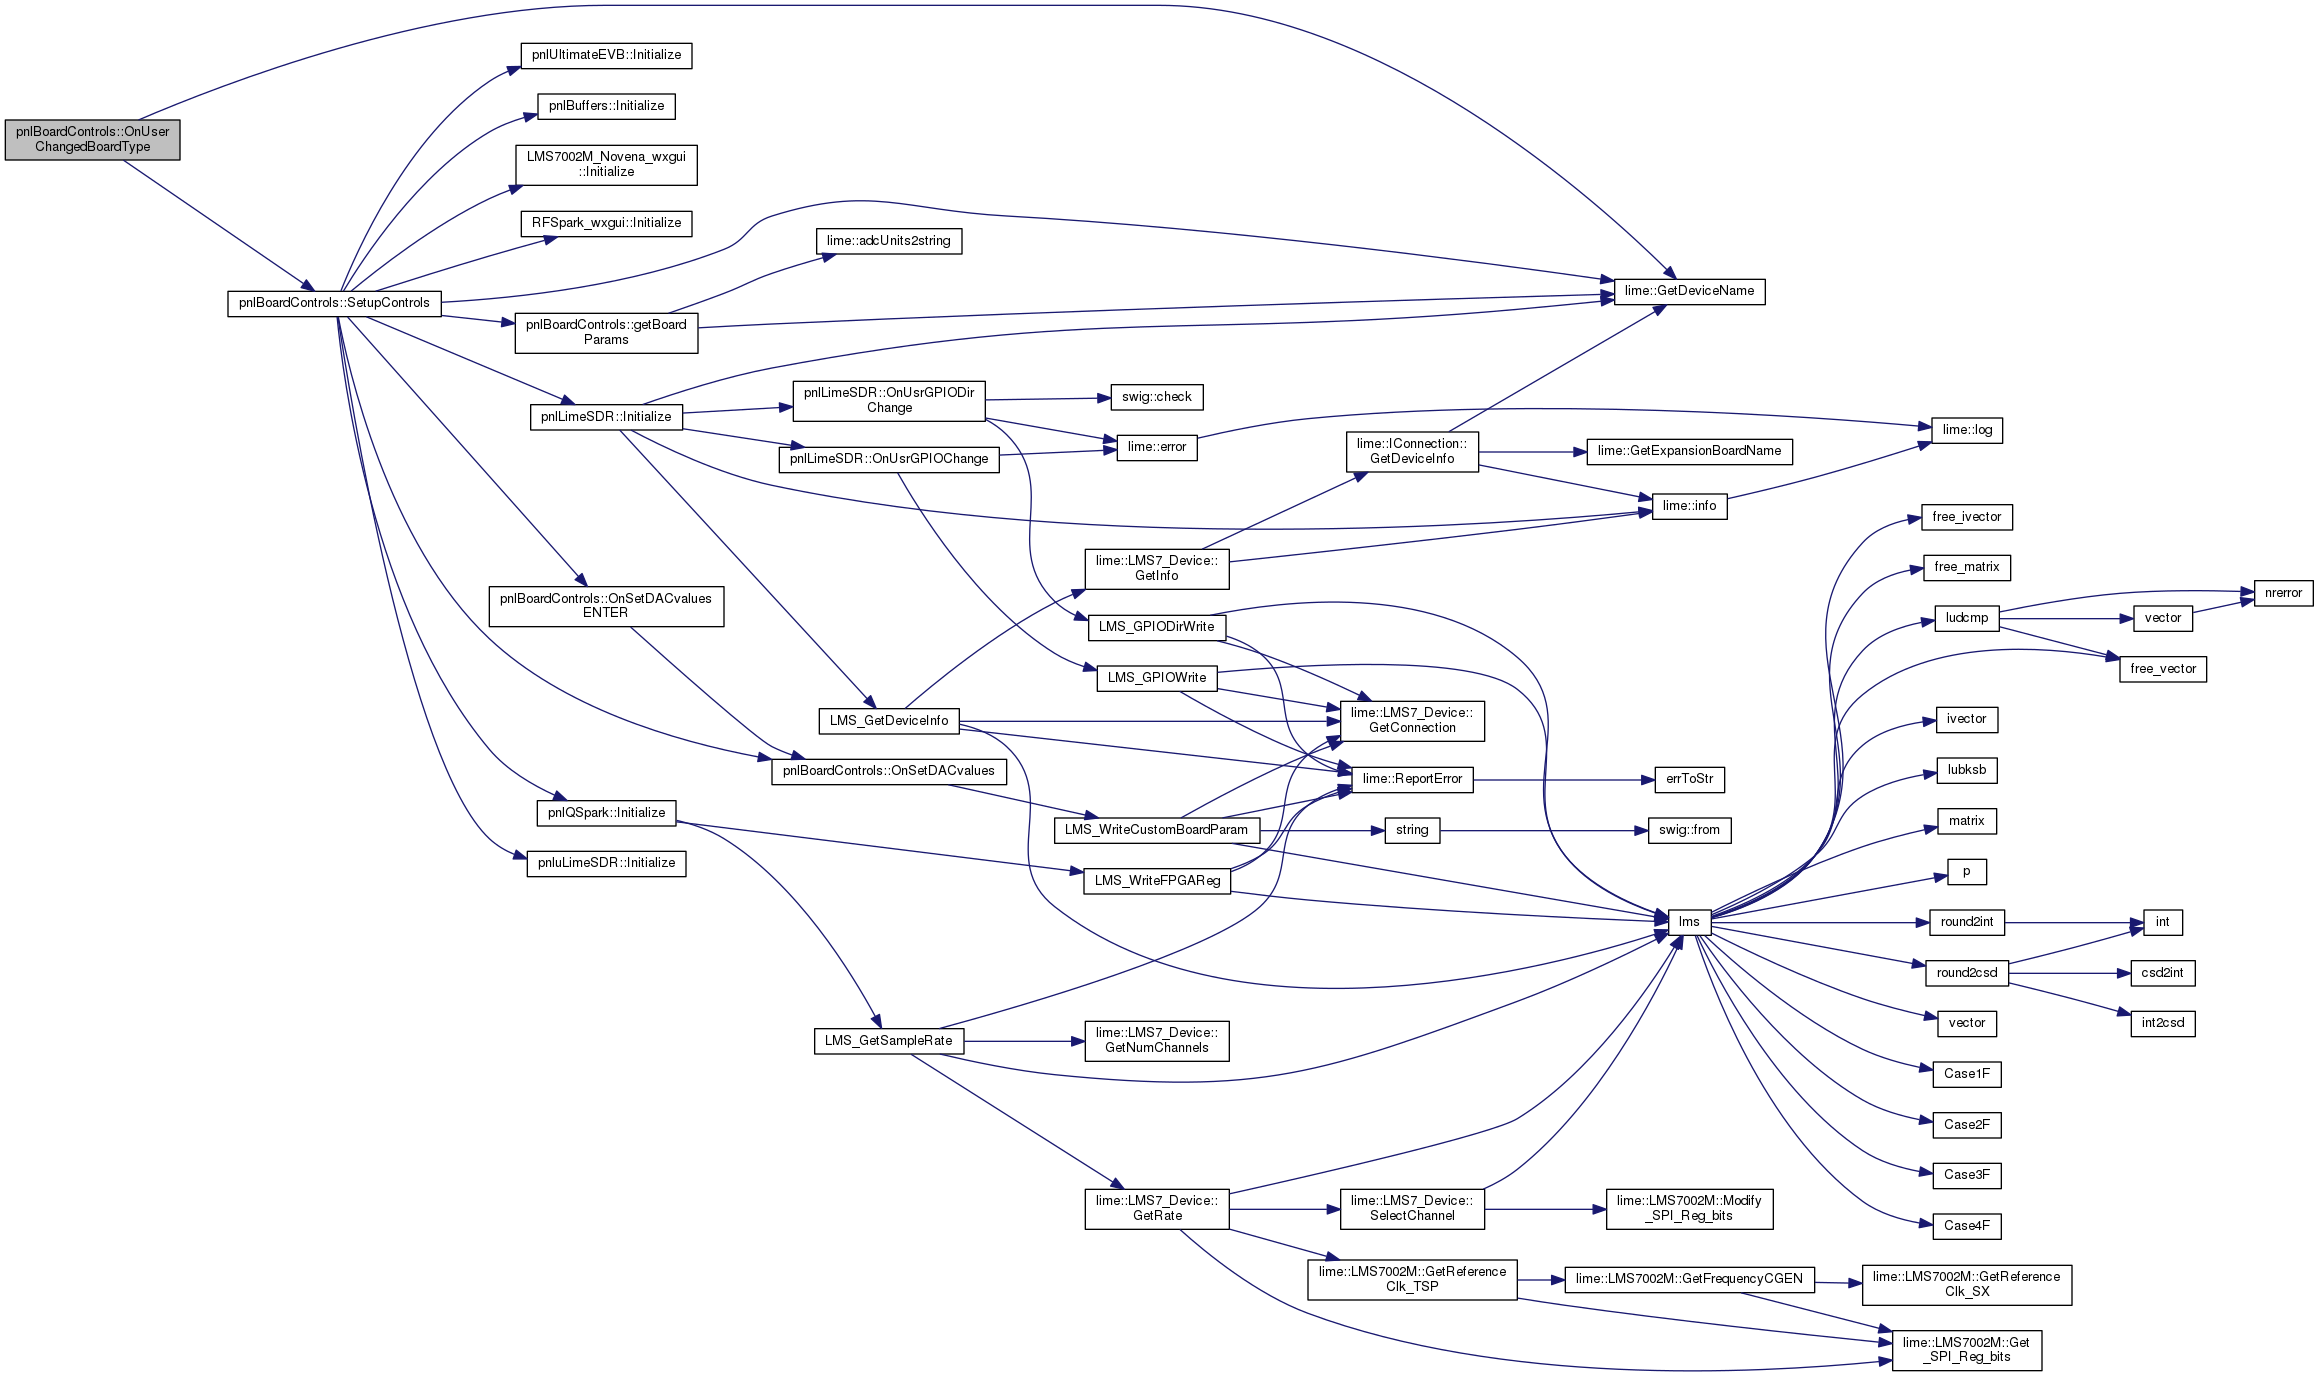 pnlBoardControls::OnUser
ChangedBoardType
pnlBoardControls::SetupControls
pnlUltimateEVB::Initialize
pnlBuffers::Initialize
LMS7002M_Novena_wxgui
::Initialize
RFSpark_wxgui::Initialize
pnlBoardControls::getBoard
Params
pnlLimeSDR::Initialize
pnlBoardControls::OnSetDACvalues
ENTER
pnlQSpark::Initialize
pnluLimeSDR::Initialize
lime::adcUnits2string
pnlLimeSDR::OnUsrGPIODir
Change
pnlLimeSDR::OnUsrGPIOChange
LMS_GetDeviceInfo
pnlBoardControls::OnSetDACvalues
LMS_GetSampleRate
swig::check
lime::error
lime::LMS7_Device::
GetInfo
LMS_GPIODirWrite
LMS_GPIOWrite
LMS_WriteCustomBoardParam
LMS_WriteFPGAReg
lime::LMS7_Device::
GetNumChannels
lime::LMS7_Device::
GetRate
lime::IConnection::
GetDeviceInfo
lime::LMS7_Device::
GetConnection
lime::ReportError
string
lime::LMS7_Device::
SelectChannel
lime::LMS7002M::GetReference
Clk_TSP
lime::GetDeviceName
lime::GetExpansionBoardName
lime::info
errToStr
swig::from
lms
lime::LMS7002M::Modify
_SPI_Reg_bits
lime::LMS7002M::GetFrequencyCGEN
lime::log
free_ivector
free_matrix
ludcmp
ivector
lubksb
matrix
p
round2int
round2csd
vector
Case1F
Case2F
Case3F
Case4F
lime::LMS7002M::GetReference
Clk_SX
lime::LMS7002M::Get
_SPI_Reg_bits
vector
free_vector
int
csd2int
int2csd
nrerror